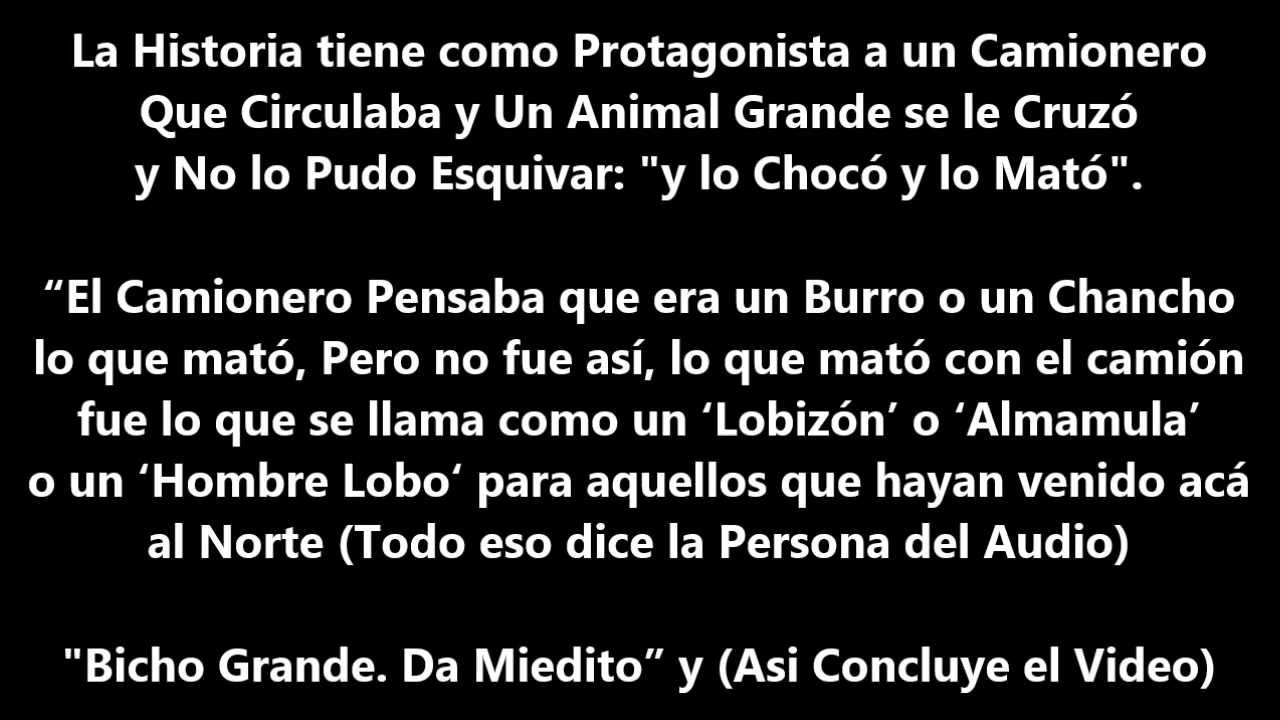 La Historia tiene como Protagonista a un Camionero
Que Circulaba y Un Animal Grande se le Cruzó
y No lo Pudo Esquivar: "y lo Chocó y lo Mató".
“El Camionero Pensaba que era un Burro o un Chancho
lo que mató, Pero no fue así, lo que mató con el camión
fue lo que se llama como un ‘Lobizón’ o ‘Almamula’
o un ‘Hombre Lobo‘ para aquellos que hayan venido acá
al Norte (Todo eso dice la Persona del Audio)
"Bicho Grande. Da Miedito” y (Asi Concluye el Video)